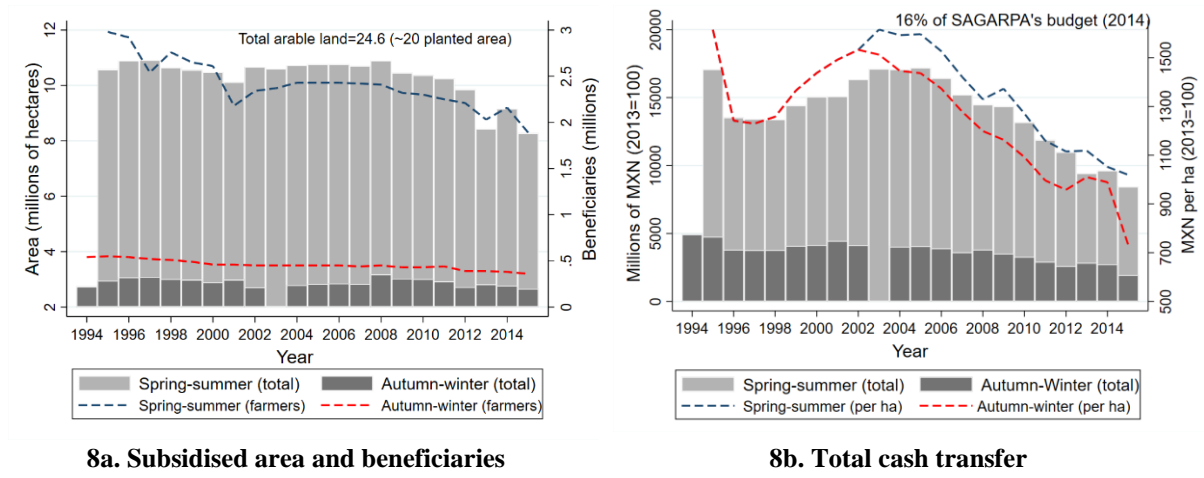 Total arable land=24.6 (~20 planted area)
Area (millions of hectares)
12
10
8
6
4
2
Beneficiaries (millions)
3
2.5
2
1.5
1
.5
0
1994 1996 1998 2000 2002 2004 2006 2008 2010 2012 2014
Year
Spring-summer (total) Autumn-winter (total)
Spring-summer (farmers) Autumn-winter (farmers)
8a. Subsidised area and beneficiaries
16% of SAGARPA's budget (2014)
Millions of MXN (2013=100)
20000
15000
10000
5000
0
MXN per ha (2013=100)
1500
1300
1100
900
700
500
1994 1996 1998 2000 2002 2004 2006 2008 2010 2012 2014
Year
Spring-summer (total) Autumn-Winter (total)
Spring-summer (per ha) Autumn-winter (per ha)
8b. Total cash transfer